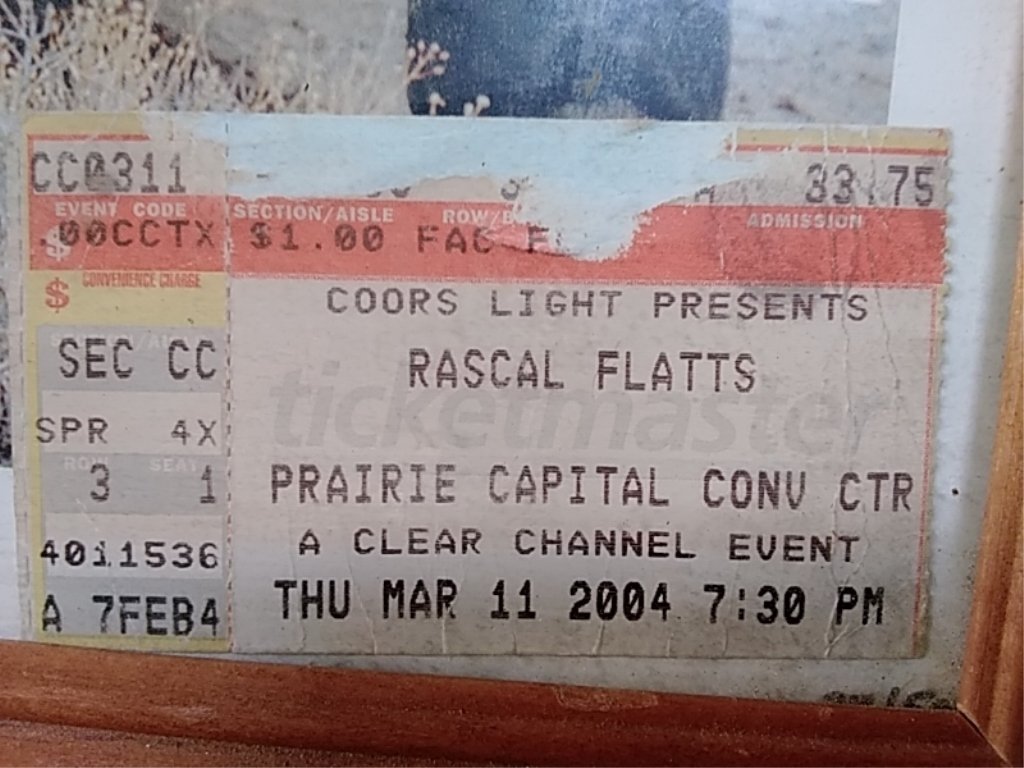 CC0311
33.75
EVENT CODE
SECTION/AISLE
ROW/B
ADMISSION
.00CCTX
$1.00 FAC
$
$ CONVENIENCE CHARGE
COORS LIGHT PRESENTS
SEC CC
RASCAL FLATTS
ticketmaster
SPR 4X
ROW SEAT
3 1
PRAIRIE CAPITAL CONV CTR
4011536
A CLEAR CHANNEL EVENT
A 7FEB4
THU MAR 11 2004 7:30 PM